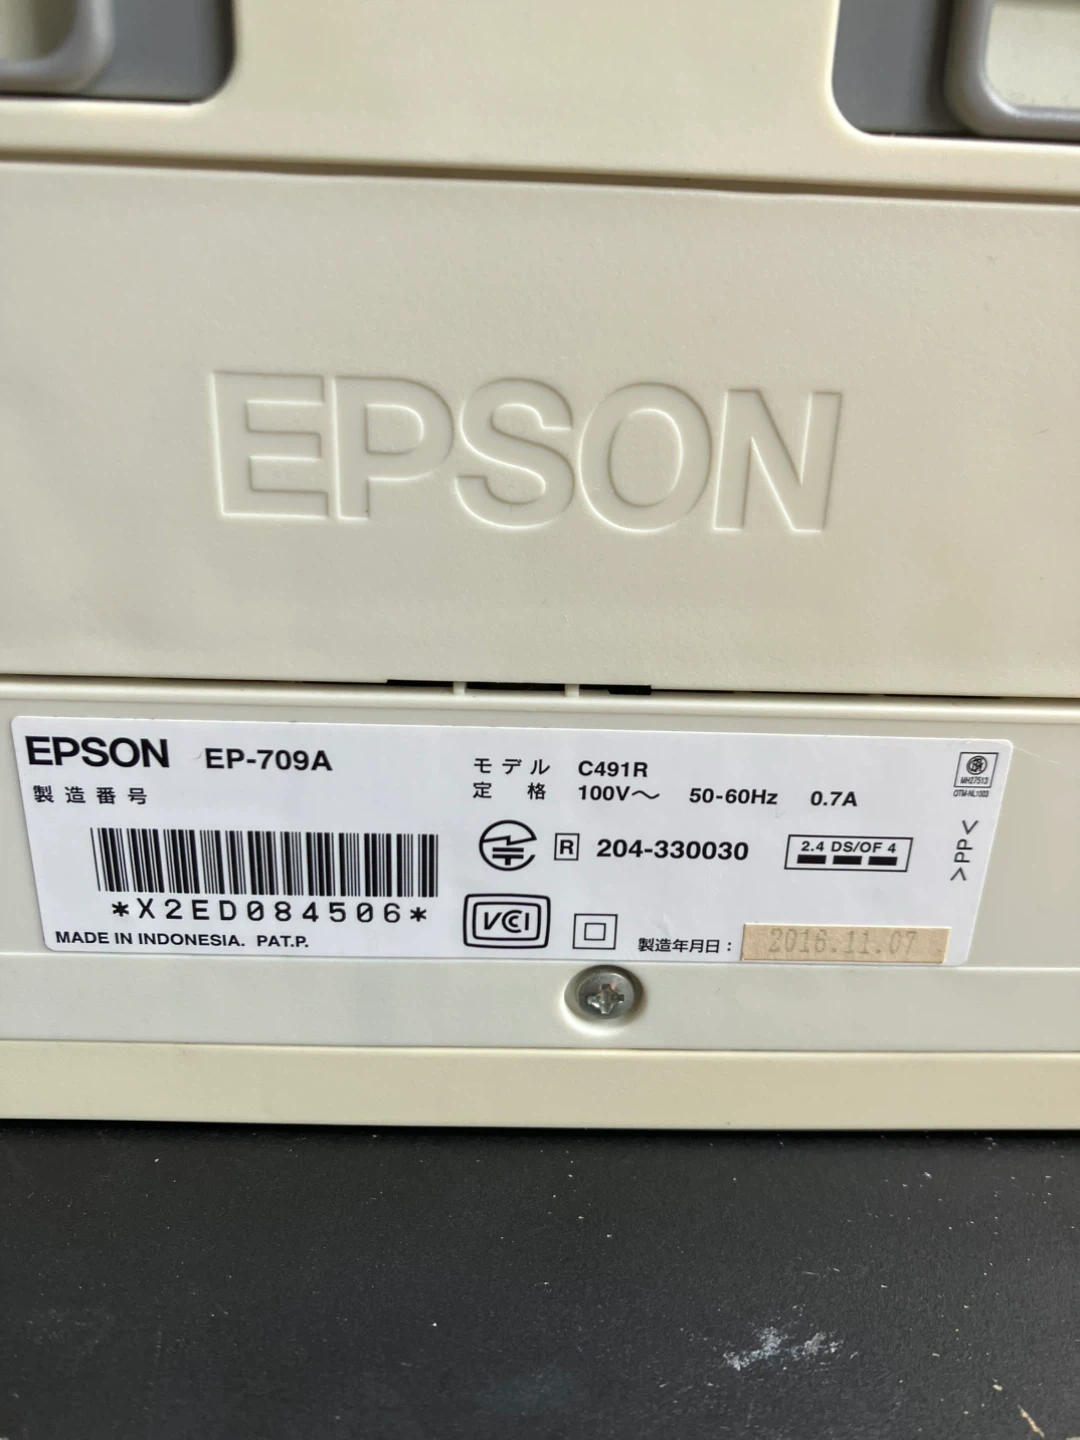 EPSON
EPSON EP-709A
製造番号
*X2ED084506*
MADE IN INDONESIA. PAT.P.
モデル C491R
定格 100V～ 50-60Hz 0.7A
R 204-330030
2.4 DS/OF 4
VCI
製造年月日： 2016.11.07
MH27513
>PP<